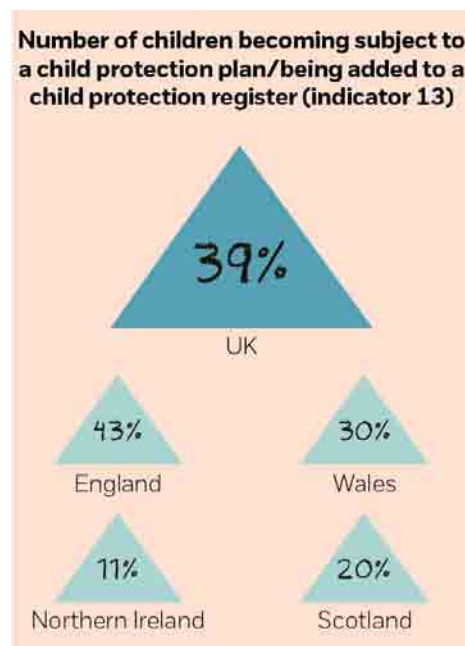 Number of children becoming subject to
a child protection plan/being added to a
child protection register (indicator 13)
39%
UK
43%
30%
England
Wales
11%
20%
Northern Ireland
Scotland